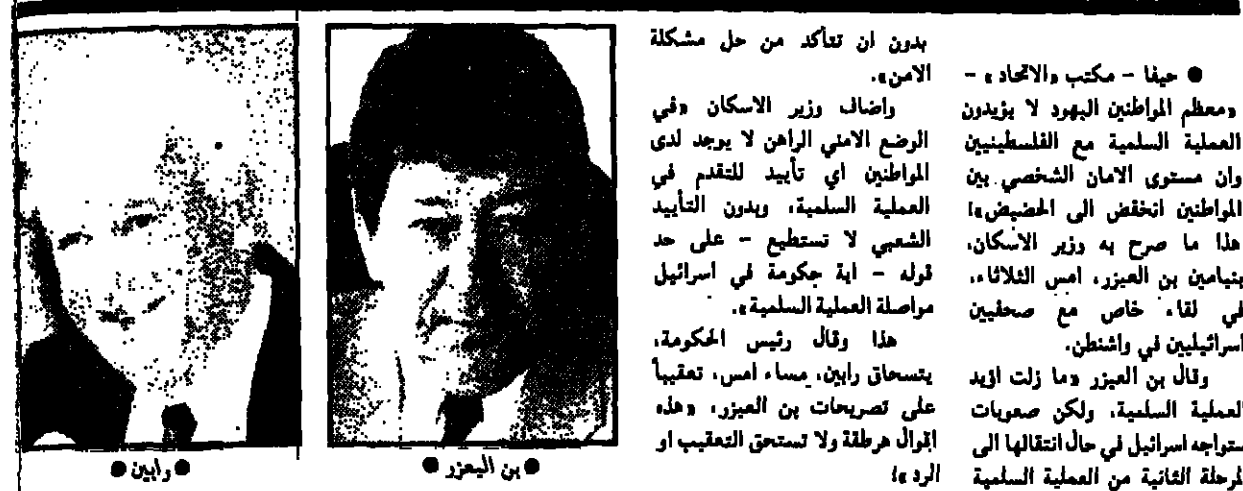 ● حيفا - مكتب «الاتحاد» -
«معظم المواطنين اليهود لا يؤيدون
العملية السلمية مع الفلسطينيين
وان مستوى الامان الشخصي بين
المواطنين انخفض الى الحضيض»!
هذا ما صرح به وزير الاسكان،
بنيامين بن العيزر، امس الثلاثاء،
في لقاء خاص مع صحفيين
اسرائيليين في واشنطن.
وقال بن العيزر «ما زلت اؤيد
العملية السلمية، ولكن صعوبات
ستواجه اسرائيل في حال انتقالها الى
المرحلة الثانية من العملية السلمية
بدون ان تتأكد من حل مشكلة
الامن».
واضاف وزير الاسكان «في
الوضع الامني الراهن لا يوجد لدى
المواطنين اي تأييد للتقدم في
العملية السلمية، وبدون التأييد
الشعبي لا تستطيع - على حد
قوله - اية حكومة في اسرائيل
مواصلة العملية السلمية».
هذا وقال رئيس الحكومة،
يتسحاق رابين، مساء امس، تعقيباً
على تصريحات بن العيزر، «هذه
اقوال هرطقة ولا تستحق التعقيب او
الرد»!
● بن اليعزر ●
● رابين ●